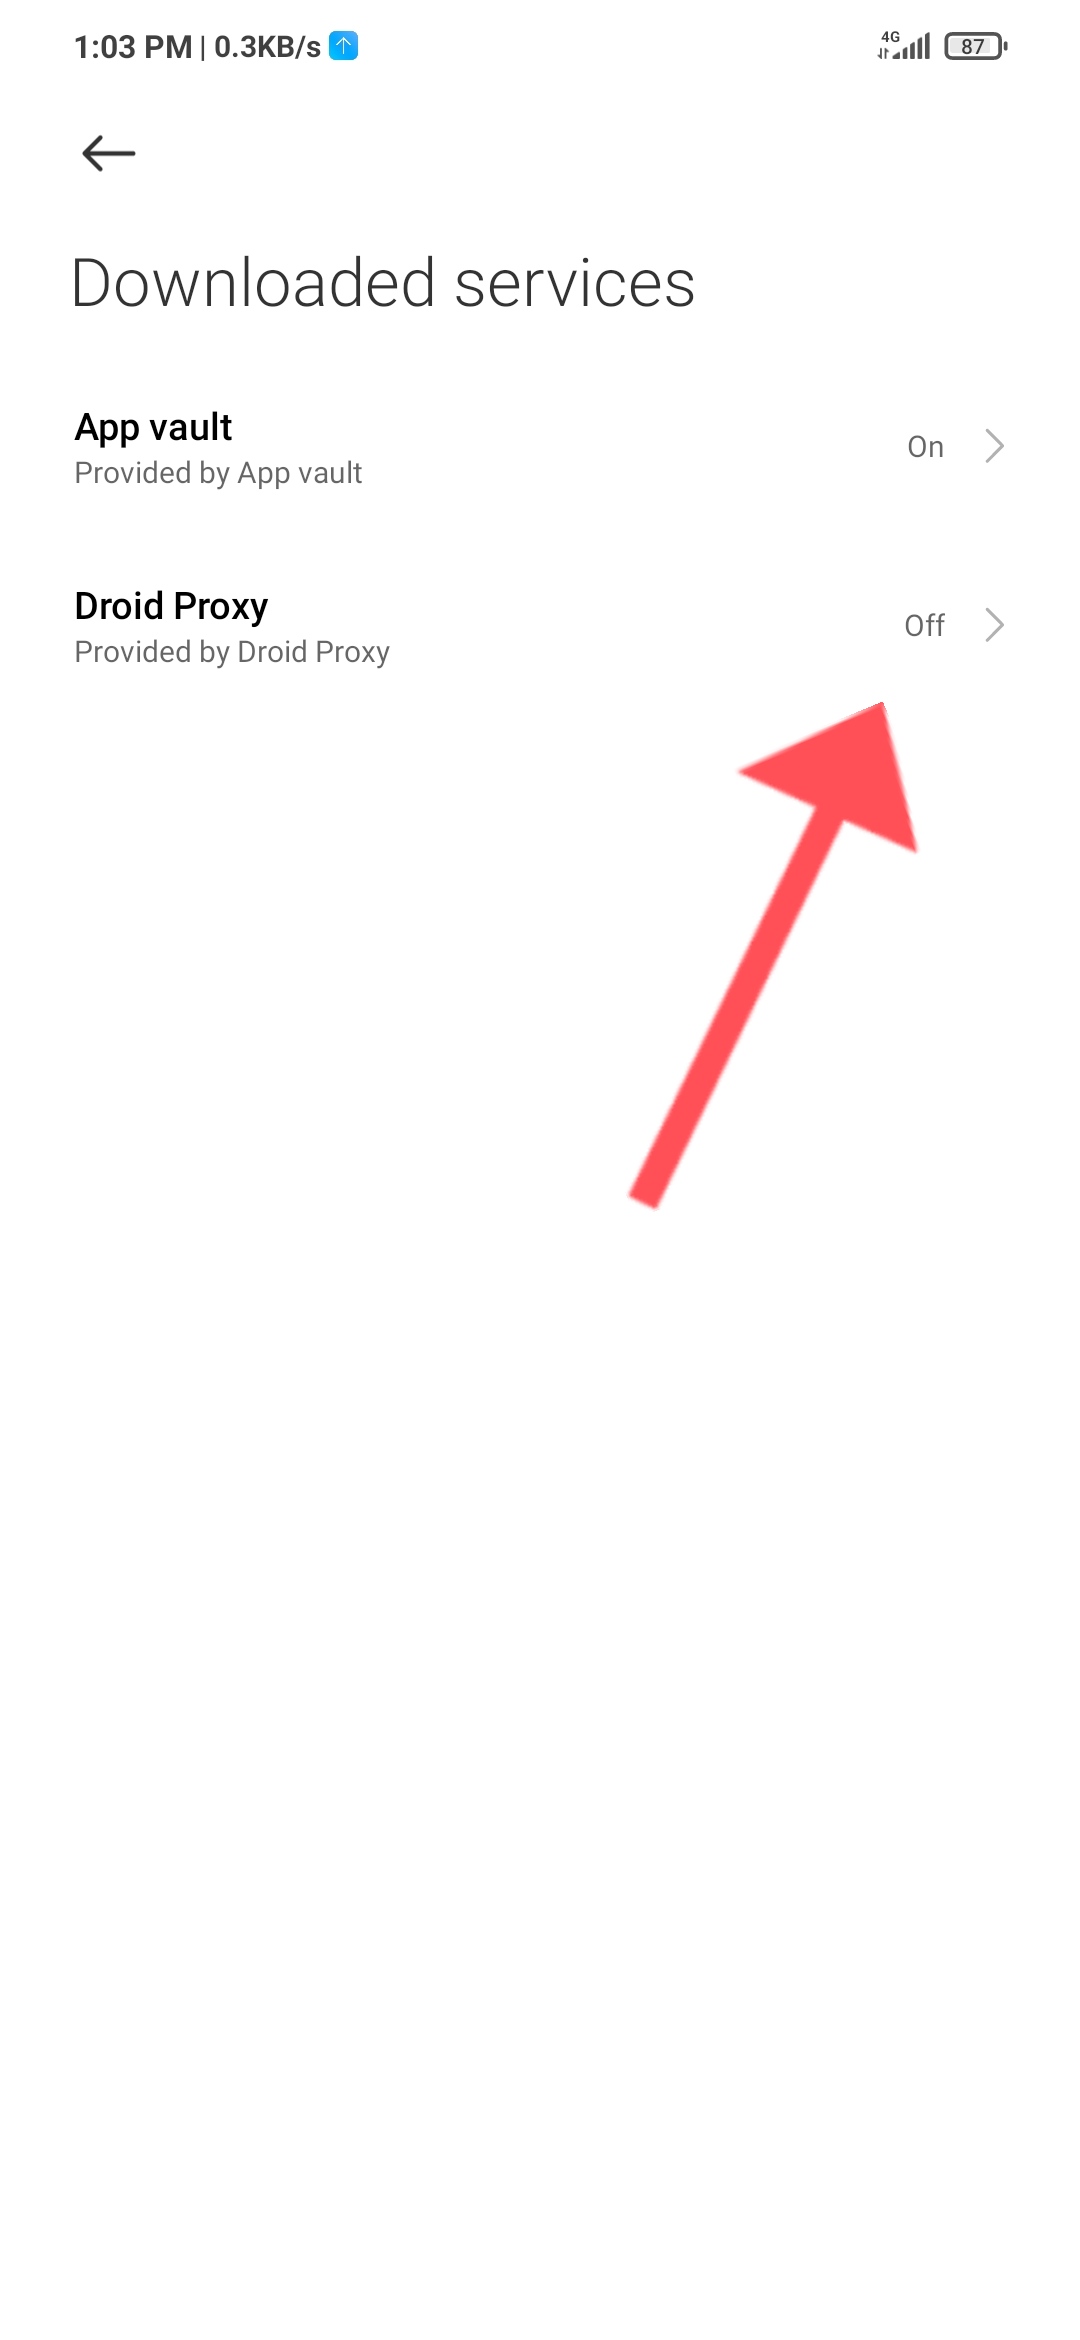 1:03 PM | 0.3KB/s
4G
87
Downloaded services
App vault
Provided by App vault
On
Droid Proxy
Provided by Droid Proxy
Off